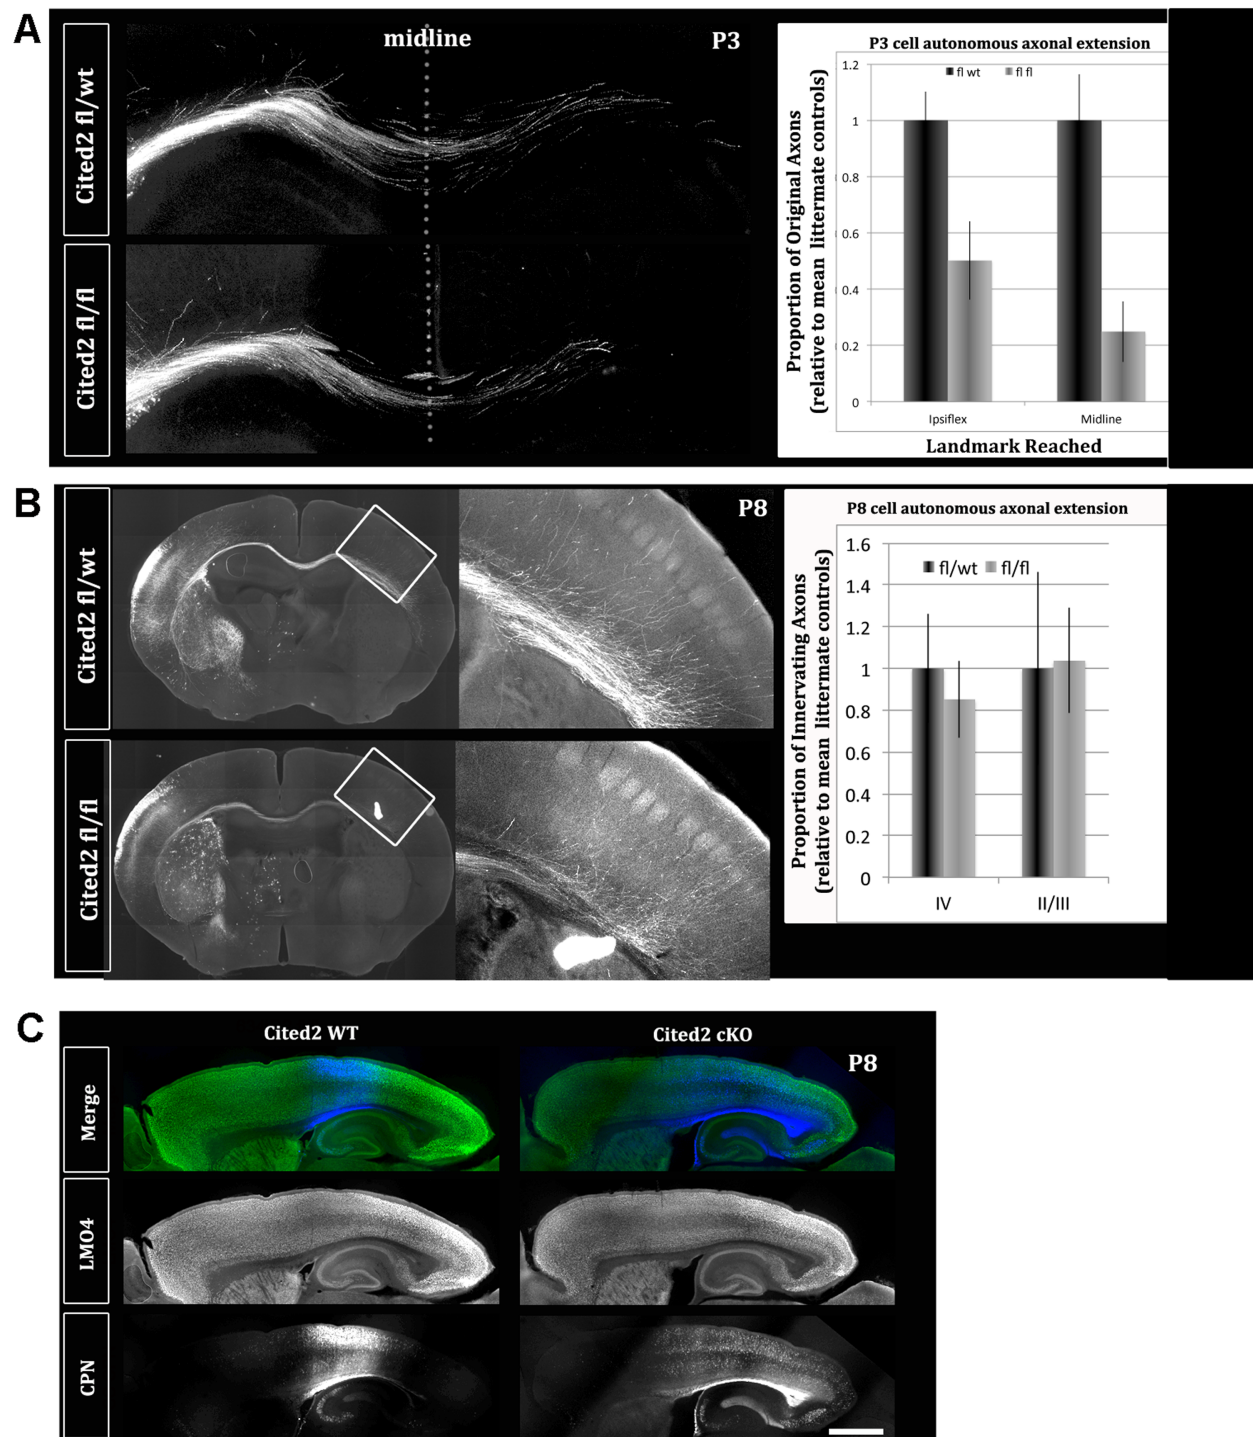 A
Cited2 fl/wt
midline
P3
Cited2 fl/fl
P3 cell autonomous axonal extension
fl wt
fl fl
Proportion of Original Axons
(relative to mean littermate controls)
1.2
1
0.8
0.6
0.4
0.2
0
Ipsiflex
Midline
Landmark Reached
B
Cited2 fl/wt
P8
Cited2 fl/fl
P8 cell autonomous axonal extension
fl/wt
fl/fl
Proportion of Innervating Axons
(relative to mean littermate controls)
1.6
1.4
1.2
1
0.8
0.6
0.4
0.2
0
IV
II/III
C
Cited2 WT
Cited2 cKO
P8
Merge
LMO4
CPN